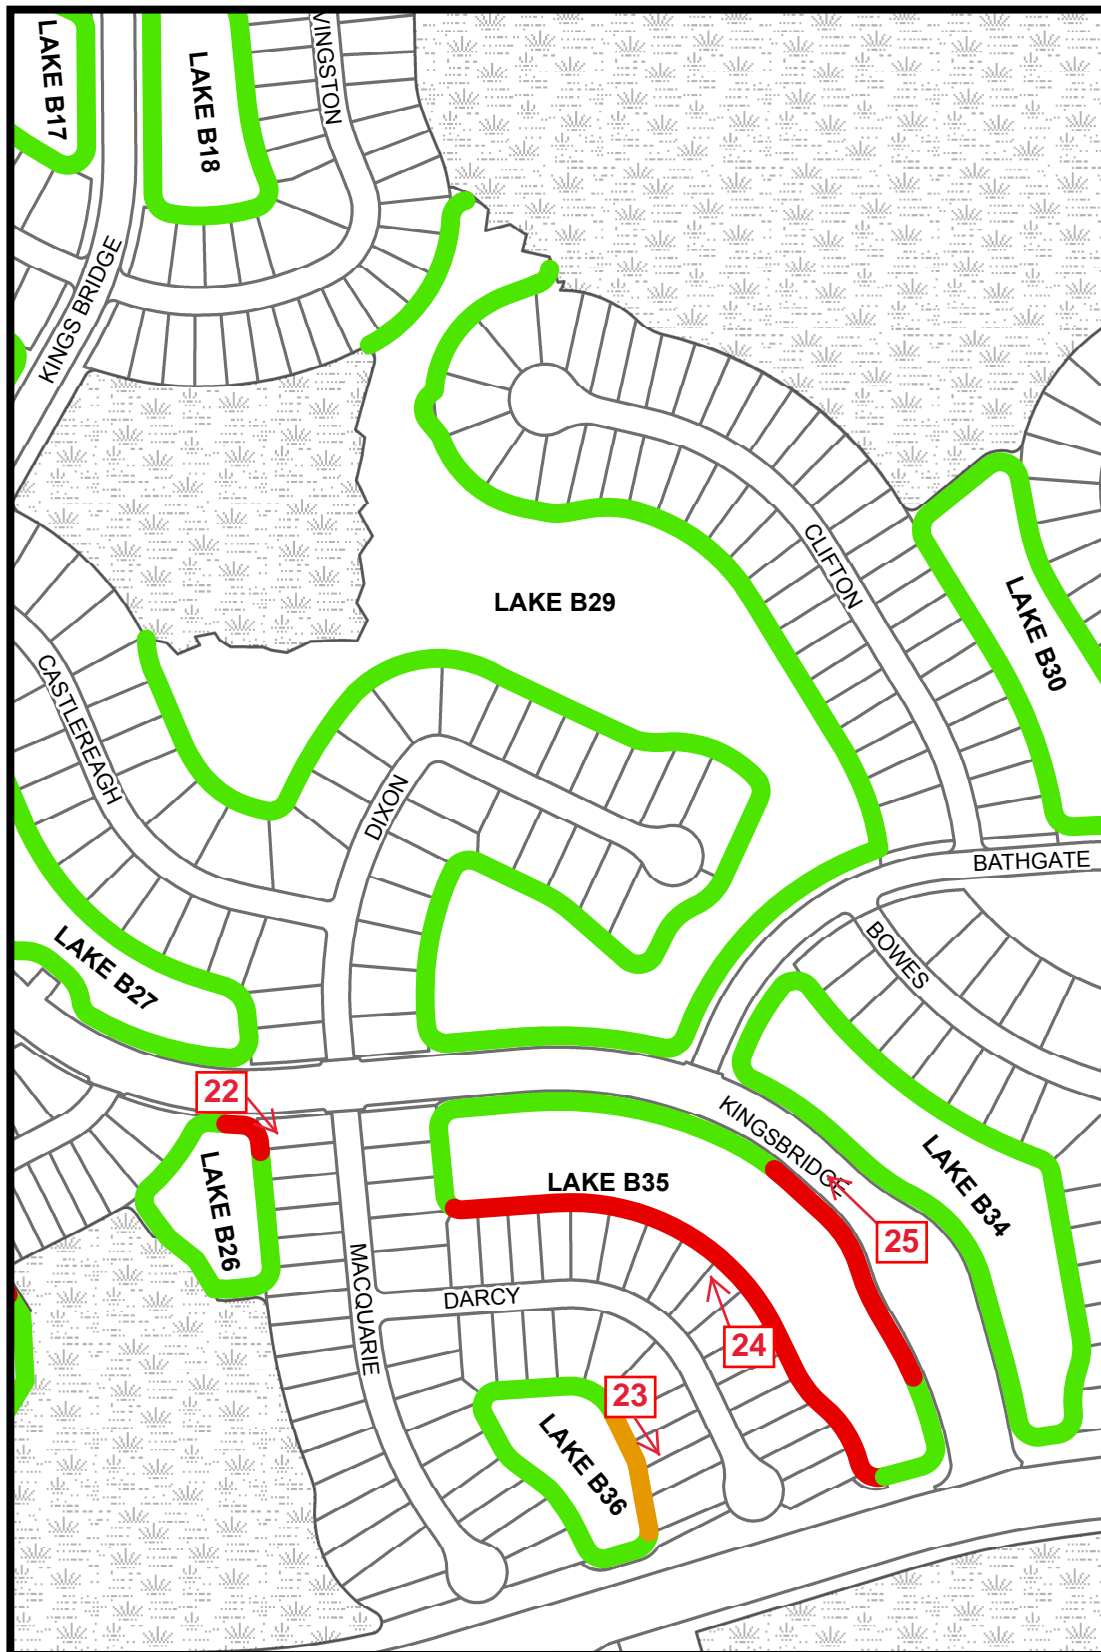 LAKE B17
LAKE B18
VINGSTON
KINGS BRIDGE
CLIFTON
LAKE B29
LAKE B30
CASTLEREAGH
DIXON
BATHGATE
BOWES
LAKE B27
22
KINGSBRIDGE
LAKE B34
LAKE B35
LAKE B26
25
MACQUARIE
DARCY
24
23
LAKE B36